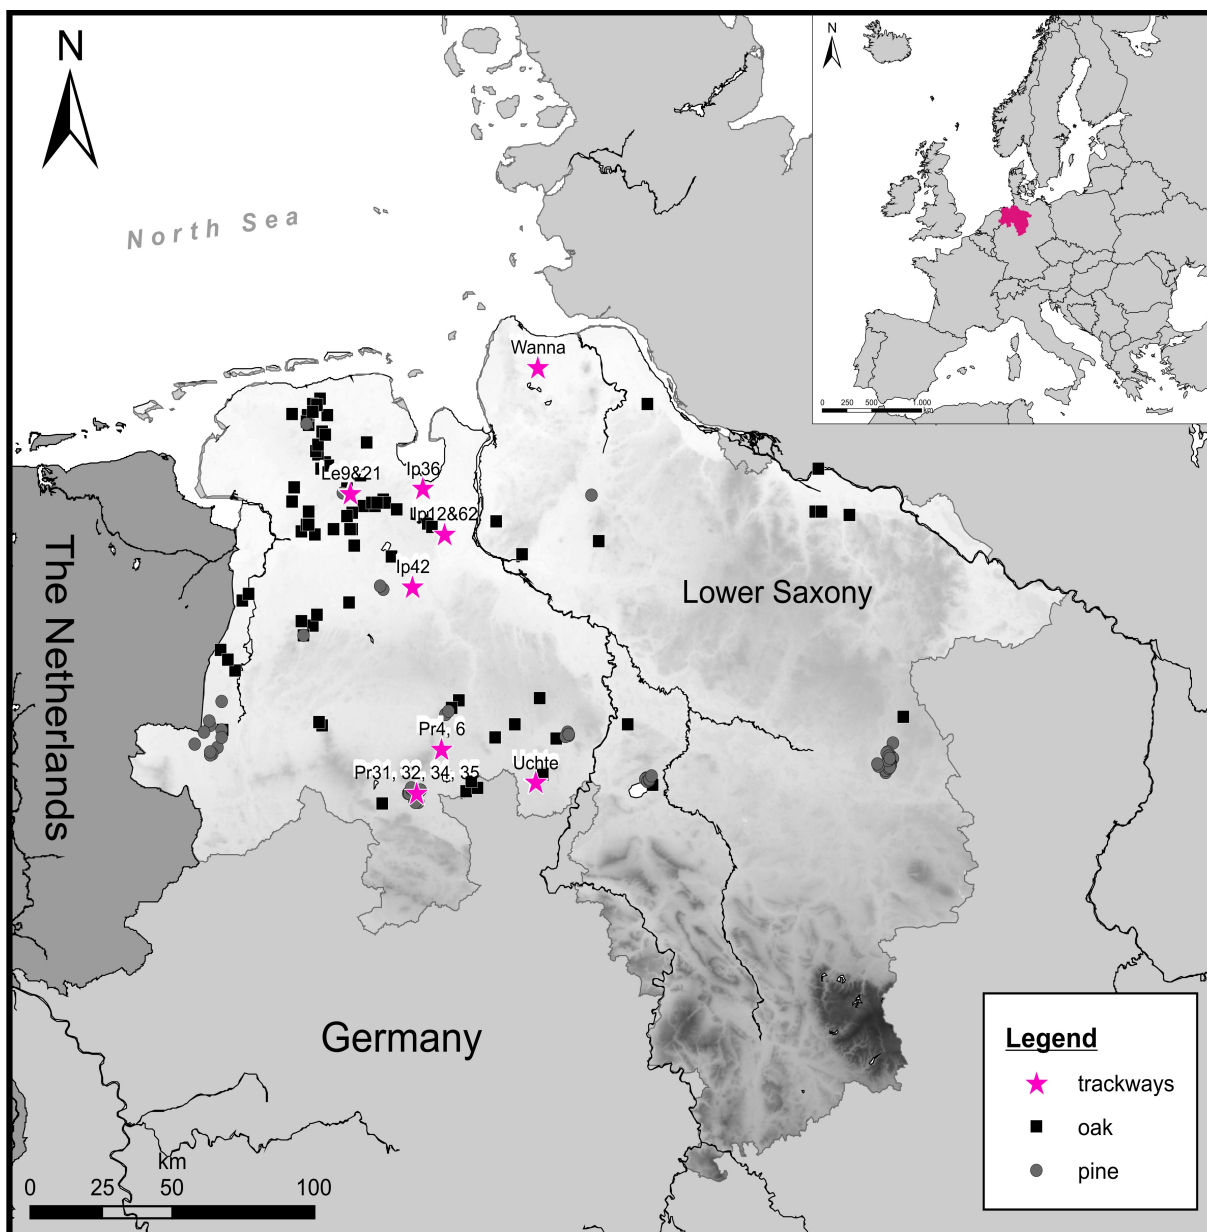 N
N
North Sea
0 250 500 1.000
km
Wanna
Le9&21
Ip36
Ip12&62
Ip42
The Netherlands
Lower Saxony
Pr4, 6
Pr31, 32, 34, 35
Uchte
Germany
Legend
trackways
oak
pine
km
0 25 50 100